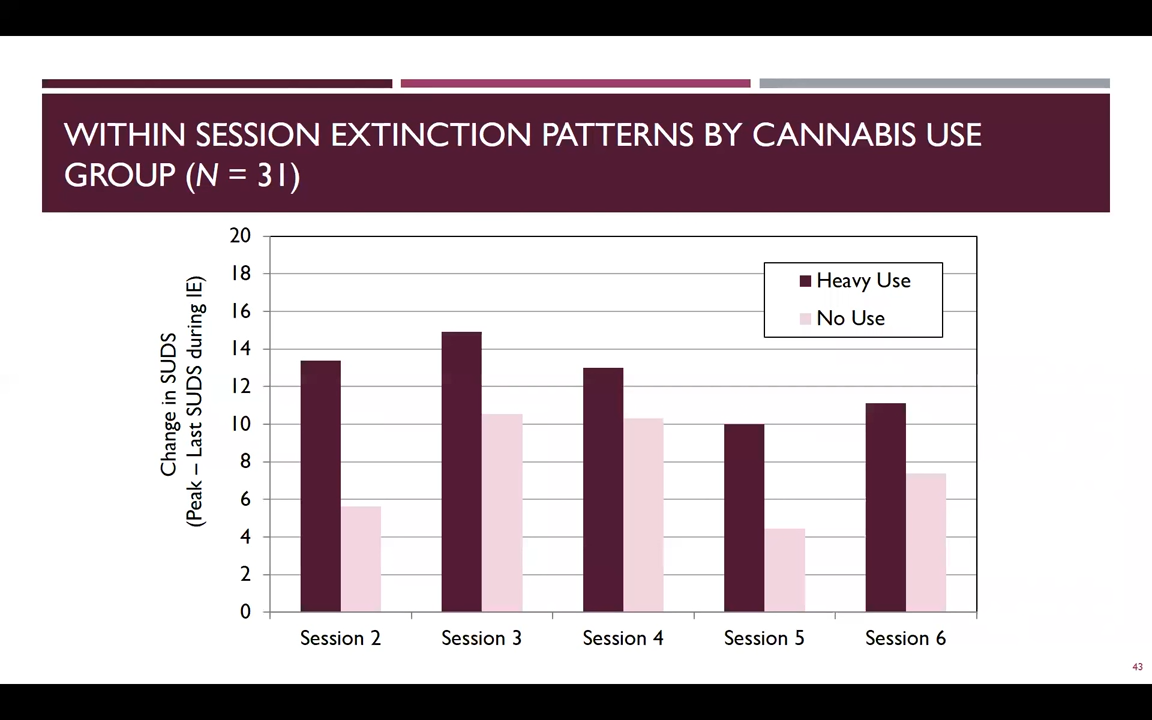 WITHIN SESSION EXTINCTION PATTERNS BY CANNABIS USE
GROUP (N = 31)
20
18
16
14
12
10
8
6
4
2
0
Change in SUDS
(Peak – Last SUDS during IE)
Heavy Use
No Use
Session 2
Session 3
Session 4
Session 5
Session 6
43